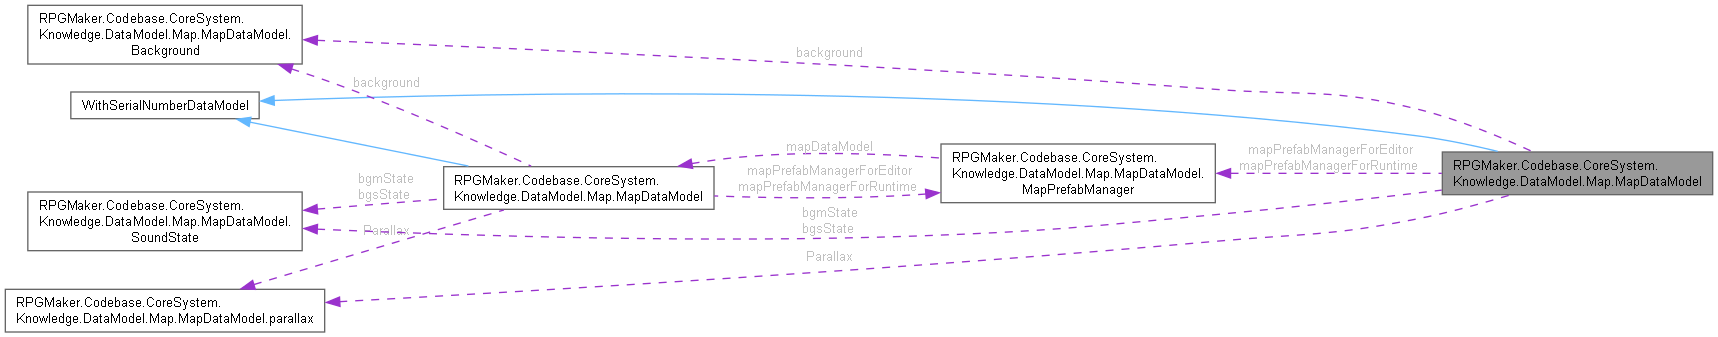 RPGMaker.Codebase.CoreSystem.
Knowledge.DataModel.Map.MapDataModel.
Background
background
background
WithSerialNumberDataModel
mapDataModel
mapPrefabManagerForEditor
mapPrefabManagerForRuntime
RPGMaker.Codebase.CoreSystem.
Knowledge.DataModel.Map.MapDataModel.
MapPrefabManager
mapPrefabManagerForEditor
mapPrefabManagerForRuntime
RPGMaker.Codebase.CoreSystem.
Knowledge.DataModel.Map.MapDataModel
RPGMaker.Codebase.CoreSystem.
Knowledge.DataModel.Map.MapDataModel
bgmState
bgsState
RPGMaker.Codebase.CoreSystem.
Knowledge.DataModel.Map.MapDataModel.
SoundState
bgmState
bgsState
Parallax
Parallax
RPGMaker.Codebase.CoreSystem.
Knowledge.DataModel.Map.MapDataModel.parallax